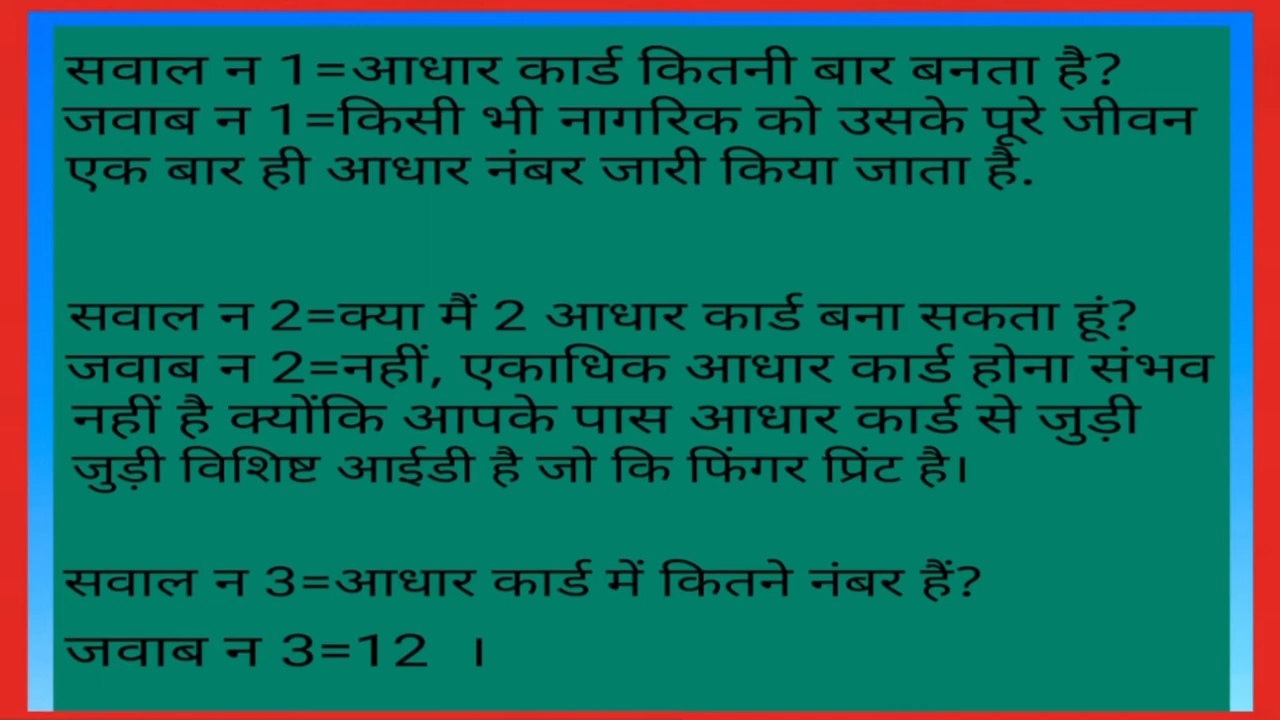 सवाल न 1=आधार कार्ड कितनी बार बनता है?
जवाब न 1=किसी भी नागरिक को उसके पूरे जीवन
एक बार ही आधार नंबर जारी किया जाता है.
सवाल न 2=क्या मैं 2 आधार कार्ड बना सकता हूं?
जवाब न 2=नहीं, एकाधिक आधार कार्ड होना संभव
नहीं है क्योंकि आपके पास आधार कार्ड से जुड़ी
जुड़ी विशिष्ट आईडी है जो कि फिंगर प्रिंट है।
सवाल न 3=आधार कार्ड में कितने नंबर हैं?
जवाब न 3=12 ।